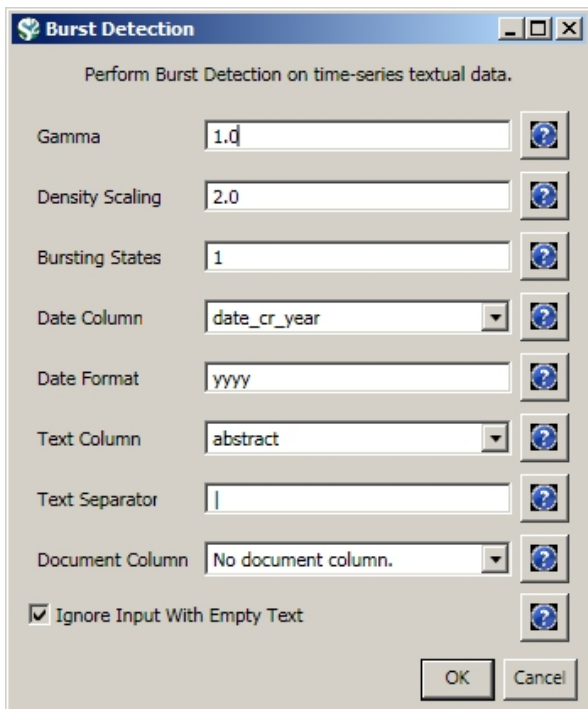 Burst Detection
Perform Burst Detection on time-series textual data.
Gamma 1.0
Density Scaling 2.0
Bursting States 1
Date Column date_cr_year
Date Format yyyy
Text Column abstract
Text Separator |
Document Column No document column.
Ignore Input With Empty Text
OK Cancel